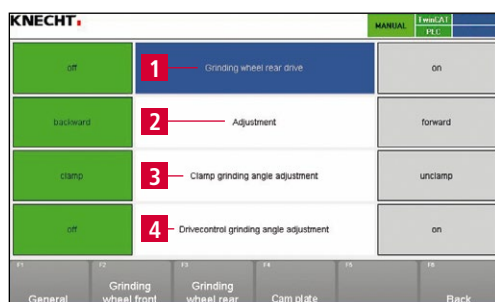 KNECHT
MANUAL
TwinCAT
PLC
off
1
Grinding wheel rear drive
on
backward
2
Adjustment
forward
clamp
3
Clamp grinding angle adjustment
unclamp
off
4
Drivecontrol grinding angle adjustment
on
F1
F2
F3
F4
F5
F8
General
Grinding
wheel front
Grinding
wheel rear
Cam plate
Back